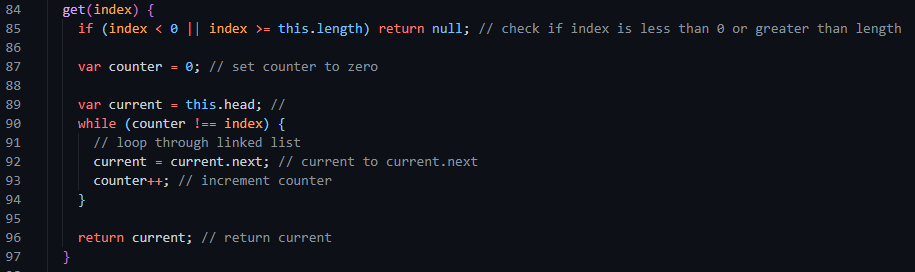 84 get(index) {
85 if (index < 0 || index >= this.length) return null; // check if index is less than 0 or greater than length
86
87 var counter = 0; // set counter to zero
88
89 var current = this.head; //
90 while (counter !== index) {
91 // loop through linked list
92 current = current.next; // current to current.next
93 counter++; // increment counter
94 }
95
96 return current; // return current
97 }